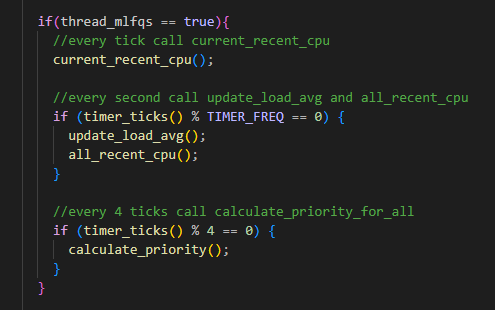 if(thread_mlfqs == true){
//every tick call current_recent_cpu
current_recent_cpu();
//every second call update_load_avg and all_recent_cpu
if (timer_ticks() % TIMER_FREQ == 0) {
update_load_avg();
all_recent_cpu();
}
//every 4 ticks call calculate_priority_for_all
if (timer_ticks() % 4 == 0) {
calculate_priority();
}
}